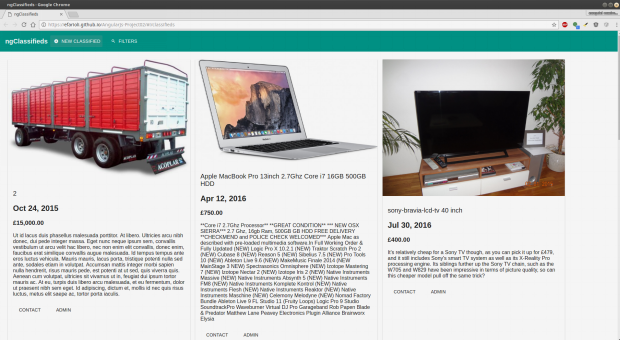 ngClassifieds - Google Chrome
ngClassifieds
https://efarioli.github.io/Angularjs-Project02/#/classifieds
ngClassifieds
NEW CLASSIFIED
FILTERS
ACOPLAR
2
Oct 24, 2015
£15,000.00
Ut id lacus duis phasellus malesuada porttitor. At libero. Ultricies arcu nibh
donec, dui pede integer massa. Eget nunc neque ipsum sem, convallis
vestibulum ut arcu velit hac libero, nec non enim elit convallis, donec enim
faucibus erat similique convallis augue malesuada. Id tempus tempus ante
eros luctus vehicula. Mauris mauris, lacus porta, tristique potenti nulla sed
ante, sodales etiam in volutpat. Accumsan mattis integer morbi sapien
nulla hendrerit, risus mauris pede, est potenti at ut sed, quis viverra quis.
Aenean cum volutpat, ultricies sit vivamus ut in, feugiat dui ipsum tortor
mauris ac. At eu, turpis duis libero arcu malesuada, et eu fermentum, dolor
ut praesent nibh sem eget. Id adipiscing, dictum et, mollis id nec quis risus
luctus, metus elit saepe ac, tortor porta iaculis.
CONTACT ADMIN
Apple MacBook Pro 13inch 2.7Ghz Core i7 16GB 500GB
HDD
Apr 12, 2016
£750.00
**Core i7 2.7Ghz Processor** **GREAT CONDITION** *** NEW OSX
SIERRA*** 2.7 Ghz, 16gb Ram, 500GB GB HDD FREE DELIVERY
**CHECKMEND and POLICE CHECK WELCOMED*** Apple Mac as
described with pre-loaded multimedia software In Full Working Order &
Fully Updated (NEW) Logic Pro X 10.2.1 (NEW) Traktor Scratch Pro 2
(NEW) Cubase 8 (NEW) Reason 8 (NEW) Sibelius 7.5 (NEW) Pro Tools
10 (NEW) Ableton Live 9.6 (NEW) MakeMusic Finale 2014 (NEW)
MainStage 3 (NEW) Spectrasonics Omnisphere (NEW) Izotope Mastering
7 (NEW) Izotope Nectar 2 (NEW) Izotope Iris 2 (NEW) Native Instruments
Massive (NEW) Native Instruments Absynth 5 (NEW) Native Instruments
FM8 (NEW) Native Instruments Komplete Kontrol (NEW) Native
Instruments Flesh (NEW) Native Instruments Reaktor (NEW) Native
Instruments Maschine (NEW) Celemony Melodyne (NEW) Nomad Factory
Bundle Ableton Live 9 FL Studio 11 (Fruity Loops) Logic Pro 9 Studio
SoundtrackPro Waveburner Virtual DJ Pro Garageband Rob Papen Blade
& Predator Matthew Lane Peavey Electronics Plugin Alliance Brainworx
Elysia
CONTACT ADMIN
sony-bravia-lcd-tv 40 inch
Jul 30, 2016
£400.00
It's relatively cheap for a Sony TV though, as you can pick it up for £479,
and it still includes Sony's smart TV system as well as its X-Reality Pro
processing engine. Its siblings further up the Sony TV chain, such as the
W705 and W829 have been impressive in terms of picture quality, so can
this cheaper model pull off the same trick?
CONTACT ADMIN